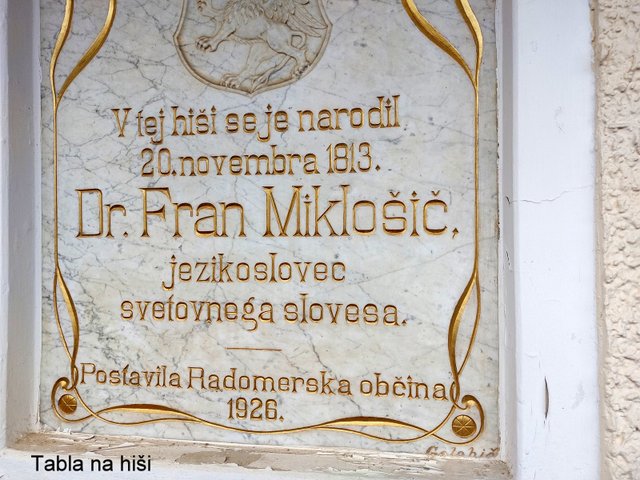 V tej hiši se je narodil
20. novembra 1813.
Dr. Fran Miklošič,
jezikoslovec
svetovnega slovesa.
Postavila Radomerska občina
1926.
Tabla na hiši